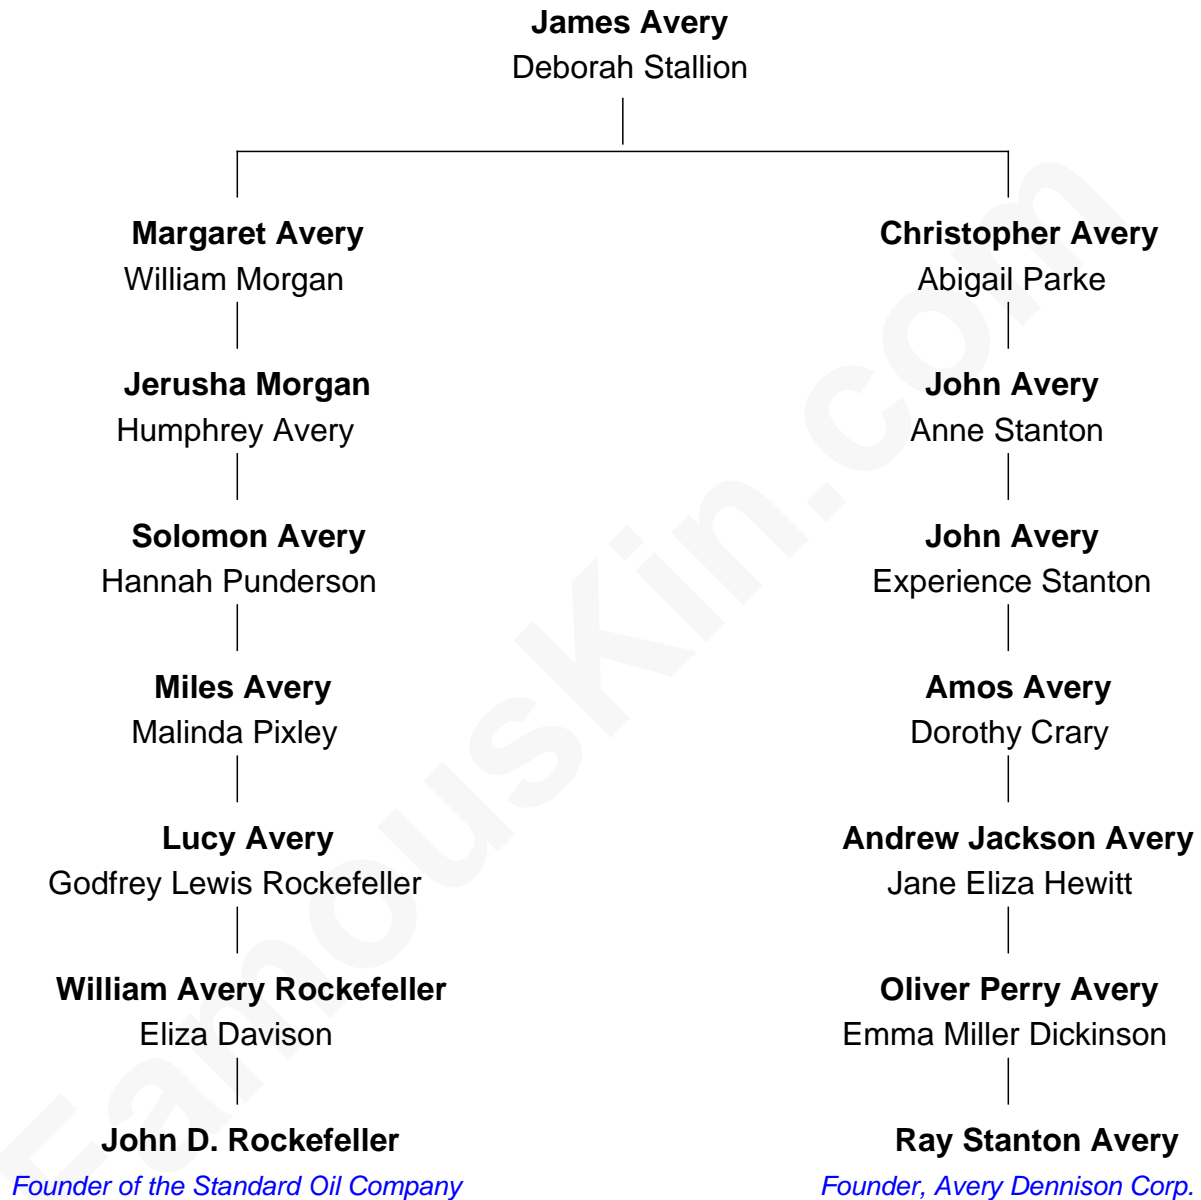 James Avery
Deborah Stallion
Margaret Avery
William Morgan
Christopher Avery
Abigail Parke
Jerusha Morgan
Humphrey Avery
John Avery
Anne Stanton
Solomon Avery
Hannah Punderson
John Avery
Experience Stanton
Miles Avery
Malinda Pixley
Amos Avery
Dorothy Crary
Lucy Avery
Godfrey Lewis Rockefeller
Andrew Jackson Avery
Jane Eliza Hewitt
William Avery Rockefeller
Eliza Davison
Oliver Perry Avery
Emma Miller Dickinson
John D. Rockefeller
Founder of the Standard Oil Company
Ray Stanton Avery
Founder, Avery Dennison Corp.
FamousKin.com